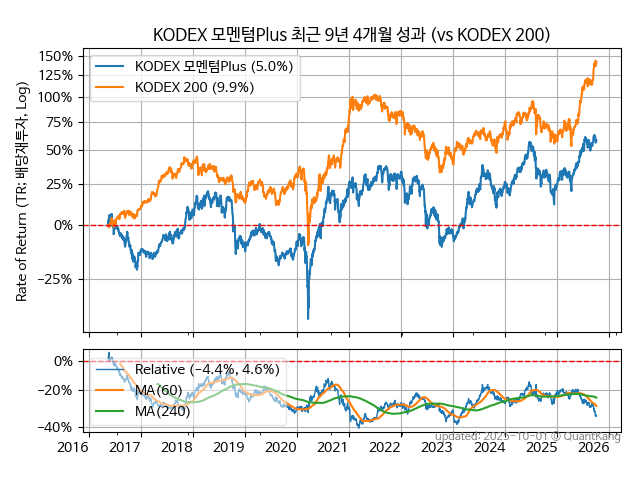 KODEX 모멘텀Plus 최근 9년 4개월 성과 (vs KODEX 200)
Rate of Return (TR: 배당재투자, Log)
150%
125%
100%
75%
50%
25%
0%
−25%
KODEX 모멘텀Plus (5.0%)
KODEX 200 (9.9%)
0%
−20%
−40%
Relative (−4.4%, 4.6%)
MA(60)
MA(240)
2016 2017 2018 2019 2020 2021 2022 2023 2024 2025 2026
updated: 2025-10-01 © QuantKang